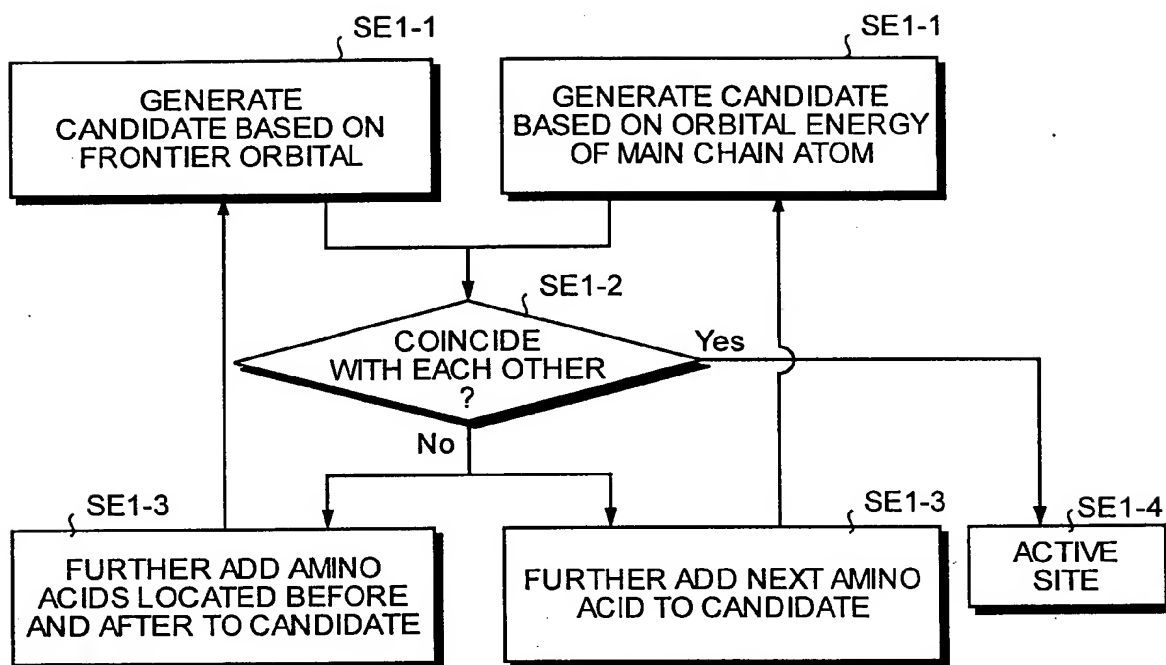 SE1-1
SE1-1
GENERATE
CANDIDATE BASED ON
FRONTIER ORBITAL
GENERATE CANDIDATE
BASED ON ORBITAL ENERGY
OF MAIN CHAIN ATOM
SE1-2
COINCIDE
WITH EACH OTHER
?
Yes
No
SE1-3
SE1-3
SE1-4
FURTHER ADD AMINO
ACIDS LOCATED BEFORE
AND AFTER TO CANDIDATE
FURTHER ADD NEXT AMINO
ACID TO CANDIDATE
ACTIVE
SITE